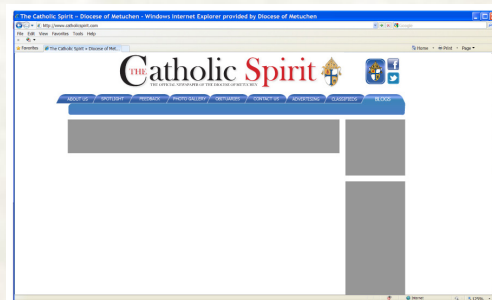 The Catholic Spirit - Diocese of Metuchen - Windows Internet Explorer provided by Diocese of Metuchen
http://www.catholicspirit.com
Google
File Edit View Favorites Tools Help
Favorites The Catholic Spirit » Diocese of Met...
Home Print Page
THE Catholic Spirit
THE OFFICIAL NEWSPAPER OF THE DIOCESE OF METUCHEN
ABOUT US SPOTLIGHT FEEDBACK PHOTO GALLERY OBITUARIES CONTACT US ADVERTISING CLASSIFIEDS BLOGS
Internet